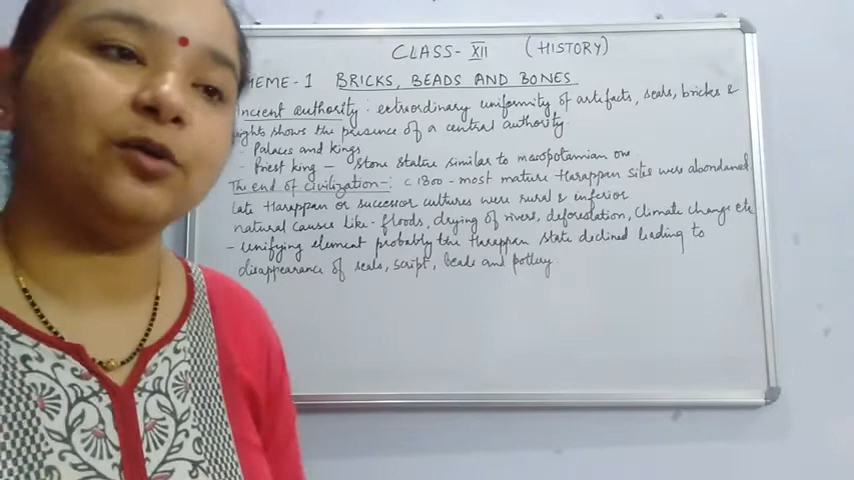 CLASS- XII (HISTORY)
HEME-1 BRICKS, BEADS AND BONES
Ancient authority : extraordinary uniformity of artefacts, seals, bricks &
ights shows the presence of a central authority.
- Palaces and kings
- Priest king - Stone statue similar to mesopotamian one
The end of civilization-: c 1800 - most mature Harappan sites were abondaned
late Harappan or successor cultures were rural & inferior
natural causes like - floods, drying of rivers, deforestation, climate change etc
- unifying element probably the Harappan state declined leading to
disappearance of seals, script, beads and pottery.